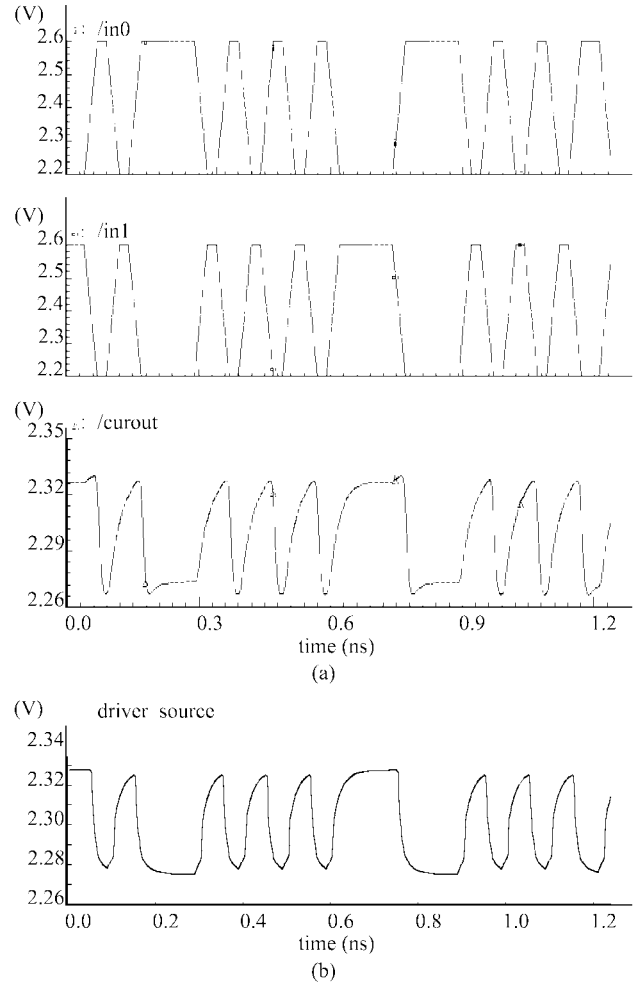 (V)
/in0
2.6
2.5
2.4
2.3
2.2
(V)
/in1
2.6
2.5
2.4
2.3
2.2
(V)
/curout
2.35
2.32
2.29
2.26
0.0 0.3 0.6 0.9 1.2
time (ns)
(a)
(V) driver source
2.34
2.32
2.30
2.28
2.26
0.0 0.2 0.4 0.6 0.8 1.0 1.2
time (ns)
(b)